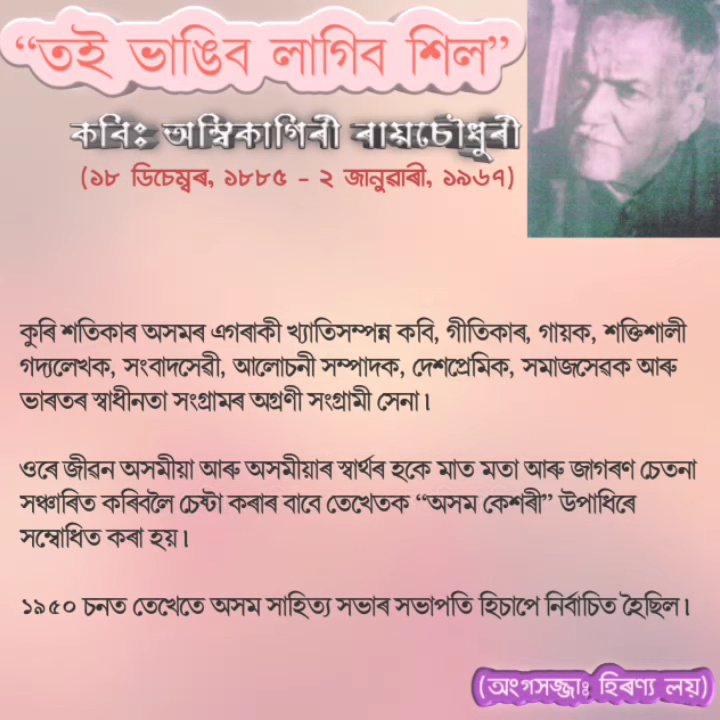 “তই ভাঙিব লাগিব শিল”
কবিঃ অম্বিকাগিৰী ৰায়চৌধুৰী
(১৮ ডিচেম্বৰ, ১৮৮৫ - ২ জানুৱাৰী, ১৯৬৭)
কুৰি শতিকাৰ অসমৰ এগৰাকী খ্যাতিসম্পন্ন কবি, গীতিকাৰ, গায়ক, শক্তিশালী
গদ্যলেখক, সংবাদসেৱী, আলোচনী সম্পাদক, দেশপ্ৰেমিক, সমাজসেৱক আৰু
ভাৰতৰ স্বাধীনতা সংগ্ৰামৰ অগ্ৰণী সংগ্ৰামী সেনা।
ওৰে জীৱন অসমীয়া আৰু অসমীয়াৰ স্বাৰ্থৰ হকে মাত মতা আৰু জাগৰণ চেতনা
সঞ্চাৰিত কৰিবলৈ চেষ্টা কৰাৰ বাবে তেখেতক “অসম কেশৰী” উপাধিৰে
সম্বোধিত কৰা হয়।
১৯৫০ চনত তেখেতে অসম সাহিত্য সভাৰ সভাপতি হিচাপে নিৰ্বাচিত হৈছিল।
(অংগসজ্জাঃ হিৰণ্য লয়)